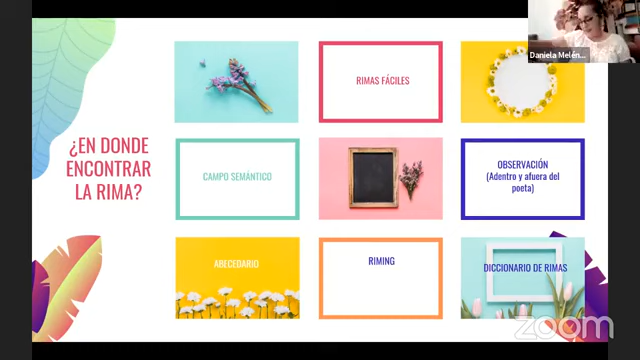 Daniela Melén...
¿EN DONDE
ENCONTRAR
LA RIMA?
RIMAS FÁCILES
CAMPO SEMÁNTICO
OBSERVACIÓN
(Adentro y afuera del
poeta)
ABECEDARIO
RIMING
DICCIONARIO DE RIMAS
zoom